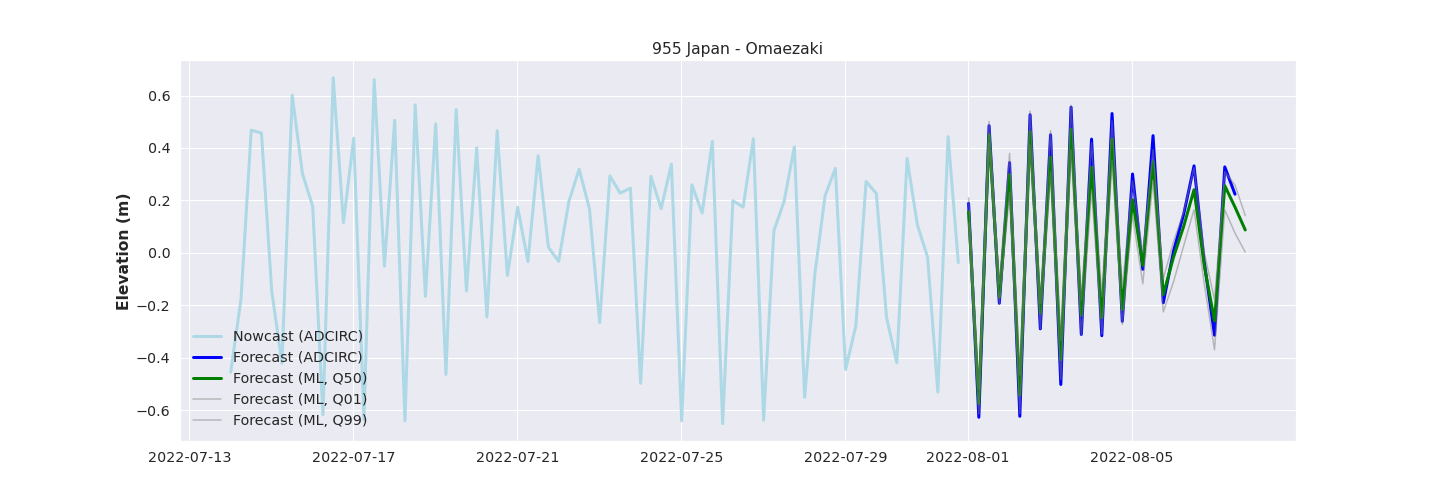 955 Japan - Omaezaki
Elevation (m)
0.6
0.4
0.2
0.0
−0.2
−0.4
−0.6
Nowcast (ADCIRC)
Forecast (ADCIRC)
Forecast (ML, Q50)
Forecast (ML, Q01)
Forecast (ML, Q99)
2022-07-13 2022-07-17 2022-07-21 2022-07-25 2022-07-29 2022-08-01 2022-08-05